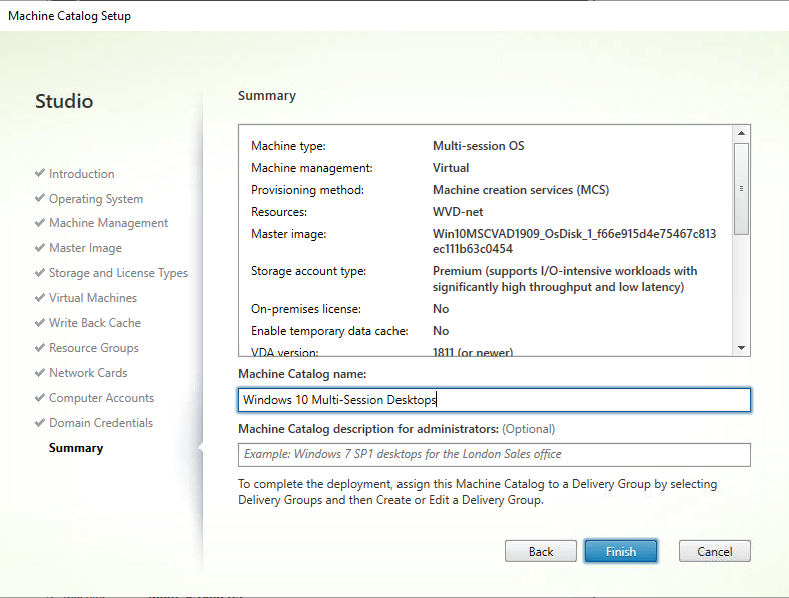 Machine Catalog Setup
Studio
Introduction
Operating System
Machine Management
Master Image
Storage and License Types
Virtual Machines
Write Back Cache
Resource Groups
Network Cards
Computer Accounts
Domain Credentials
Summary
Summary
Machine type: Multi-session OS
Machine management: Virtual
Provisioning method: Machine creation services (MCS)
Resources: WVD-net
Master image: Win10MSCVAD1909_OsDisk_1_f66e915d4e75467c813
ec111b63c0454
Storage account type: Premium (supports I/O-intensive workloads with
significantly high throughput and low latency)
On-premises license: No
Enable temporary data cache: No
VDA version: 1811 (or newer)
Machine Catalog name:
Windows 10 Multi-Session Desktops
Machine Catalog description for administrators: (Optional)
Example: Windows 7 SP1 desktops for the London Sales office
To complete the deployment, assign this Machine Catalog to a Delivery Group by selecting
Delivery Groups and then Create or Edit a Delivery Group.
Back Finish Cancel